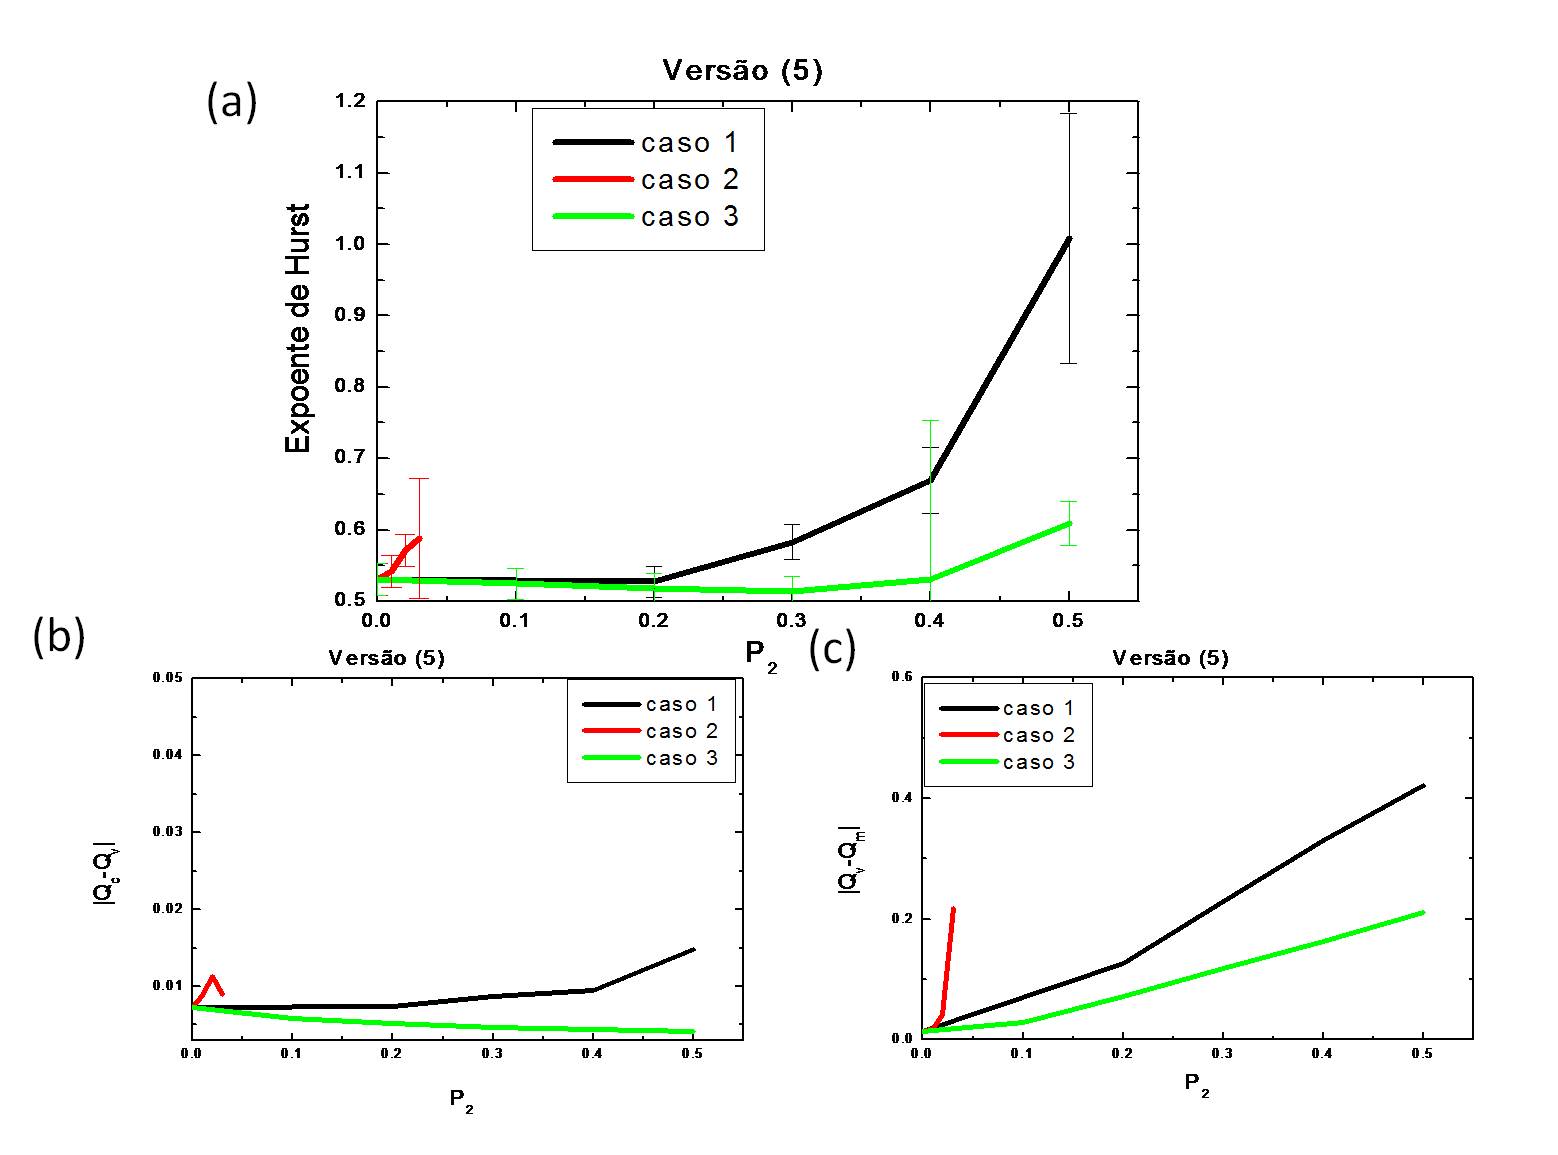 (a)
Versão (5)
1.2
1.1
1.0
0.9
0.8
0.7
0.6
0.5
Expoente de Hurst
caso 1
caso 2
caso 3
0.0 0.1 0.2 0.3 0.4 0.5
P2
(b)
Versão (5)
0.05
0.04
0.03
0.02
0.01
0.00
|Qc-Qv|
caso 1
caso 2
caso 3
0.0 0.1 0.2 0.3 0.4 0.5
P2
(c)
Versão (5)
0.6
0.4
0.2
0.0
|Qv-Qm|
caso 1
caso 2
caso 3
0.0 0.1 0.2 0.3 0.4 0.5
P2